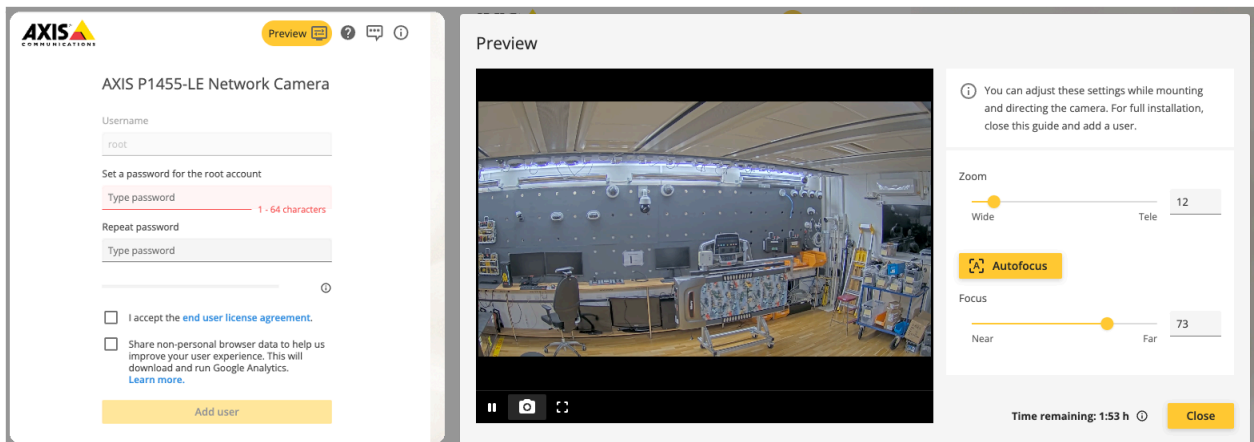 AXIS
COMMUNICATIONS
Preview
AXIS P1455-LE Network Camera
Username
root
Set a password for the root account
Type password
1 - 64 characters
Repeat password
Type password
I accept the end user license agreement.
Share non-personal browser data to help us
improve your user experience. This will
download and run Google Analytics.
Learn more.
Add user
Preview
You can adjust these settings while mounting
and directing the camera. For full installation,
close this guide and add a user.
Zoom
12
Wide
Tele
[A] Autofocus
Focus
73
Near
Far
Time remaining: 1:53 h
Close